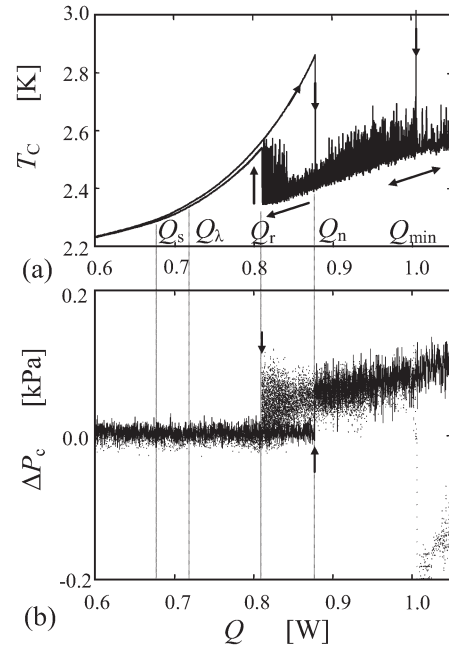 3.0
2.8
2.6
2.4
2.2
T_C [K]
Q_s Q_λ Q_r Q_n Q_min
(a)
0.6 0.7 0.8 0.9 1.0
0.2
0.0
-0.2
ΔP_c [kPa]
0.6 0.7 0.8 0.9 1.0
(b)
Q [W]